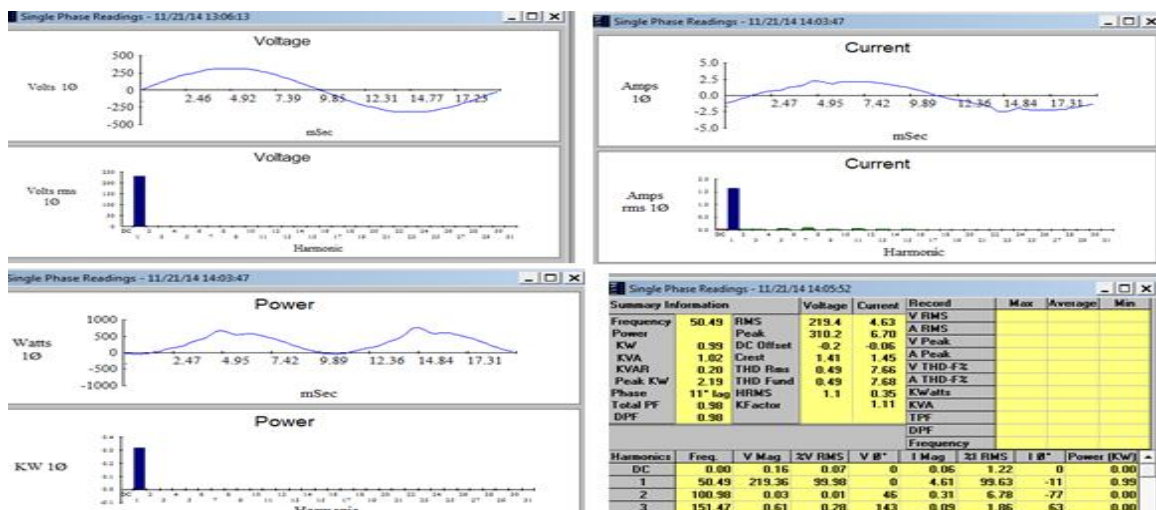 Single Phase Readings - 11/21/14 13:06:13
Voltage
500
250
0
-250
-500
Volts 1Ø
2.46 4.92 7.39 9.85 12.31 14.77 17.23
mSec
Voltage
Volts rms
1Ø
Harmonic
Single Phase Readings - 11/21/14 14:03:47
Current
5.0
2.5
0.0
-2.5
-5.0
Amps
1Ø
2.47 4.95 7.42 9.89 12.36 14.84 17.31
mSec
Current
Amps
rms 1Ø
Harmonic
Single Phase Readings - 11/21/14 14:03:47
Power
1000
500
0
-500
-1000
Watts
1Ø
2.47 4.95 7.42 9.89 12.36 14.84 17.31
mSec
Power
KW 1Ø
Single Phase Readings - 11/21/14 14:05:52
Summary Information Voltage Current Record Max Average Min
Frequency 50.49 RMS 219.4 4.63 V RMS
Power Peak 310.2 6.70 A RMS
KW 0.99 DC Offset -0.2 -0.06 V Peak
KVA 1.02 Crest 1.41 1.45 A Peak
KVAR 0.20 THD Rms 0.49 7.66 V THD-F%
Peak KW 2.19 THD Fund 0.49 7.68 A THD-F%
Phase 11° lag HRMS 1.1 0.35 KWatts
Total PF 0.98 KFactor 1.11 KVA
DPF 0.98 TPF
DPF
Frequency
Harmonics Freq. V Mag %V RMS V Ø° I Mag %I RMS I Ø° Power (KW)
DC 0.00 0.16 0.07 0 0.06 1.22 0 0.00
1 50.49 219.36 99.98 0 4.61 99.63 -11 0.99
2 100.98 0.03 0.01 46 0.31 6.78 -77 0.00
3 151.47 0.61 0.28 143 0.09 1.86 63 0.00